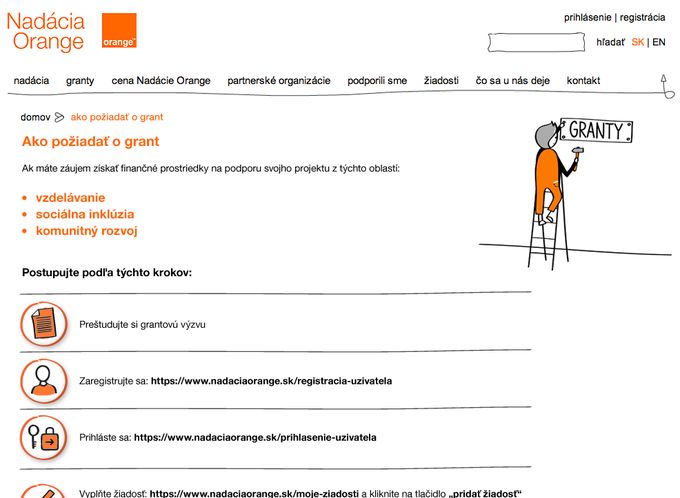 Nadácia
Orange
orange™
prihlásenie | registrácia
hľadať SK | EN
nadácia granty cena Nadácie Orange partnerské organizácie podporili sme žiadosti čo sa u nás deje kontakt
domov ako požiadať o grant
Ako požiadať o grant
GRANTY
Ak máte záujem získať finančné prostriedky na podporu svojho projektu z týchto oblastí:
• vzdelávanie
• sociálna inklúzia
• komunitný rozvoj
Postupujte podľa týchto krokov:
Preštudujte si grantovú výzvu
Zaregistrujte sa: https://www.nadaciaorange.sk/registracia-uzivatela
Prihláste sa: https://www.nadaciaorange.sk/prihlasenie-uzivatela
Vyplňte žiadosť: https://www.nadaciaorange.sk/moje-ziadosti a kliknite na tlačidlo „pridať žiadosť“